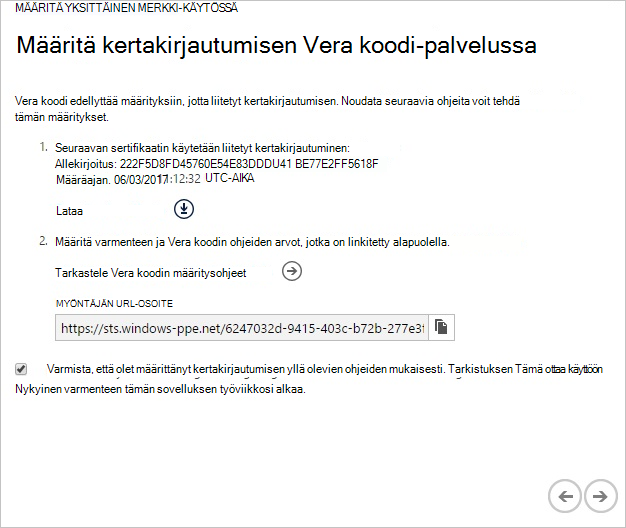 MÄÄRITÄ YKSITTÄINEN MERKKI-KÄYTÖSSÄ
Määritä kertakirjautumisen Vera koodi-palvelussa
Vera koodi edellyttää määrityksiin, jotta liitetyt kertakirjautumisen. Noudata seuraavia ohjeita voit tehdä
tämän määritykset.
1. Seuraavan sertifikaatin käytetään liitetyt kertakirjautuminen:
Allekirjoitus: 222F5D8FD45760E54E83DDDU41 BE77E2FF5618F
Määräajan. 06/03/2017 11:12:32 UTC-AIKA
Lataa
2. Määritä varmenteen ja Vera koodin ohjeiden arvot, jotka on linkitetty alapuolella.
Tarkastele Vera koodin määritysohjeet
MYÖNTÄJÄN URL-OSOITE
https://sts.windows-ppe.net/6247032d-9415-403c-b72b-277e3f
Varmista, että olet määrittänyt kertakirjautumisen yllä olevien ohjeiden mukaisesti. Tarkistuksen Tämä ottaa käyttöön
Nykyinen varmenteen tämän sovelluksen työviikkosi alkaa.